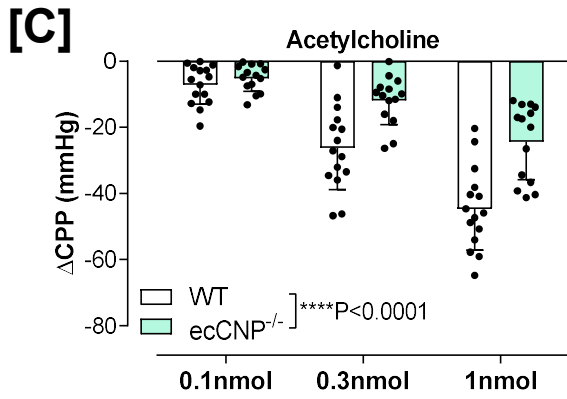 [C]
Acetylcholine
ΔCPP (mmHg)
0
-20
-40
-60
-80
WT
ecCNP-/-
****P<0.0001
0.1nmol 0.3nmol 1nmol